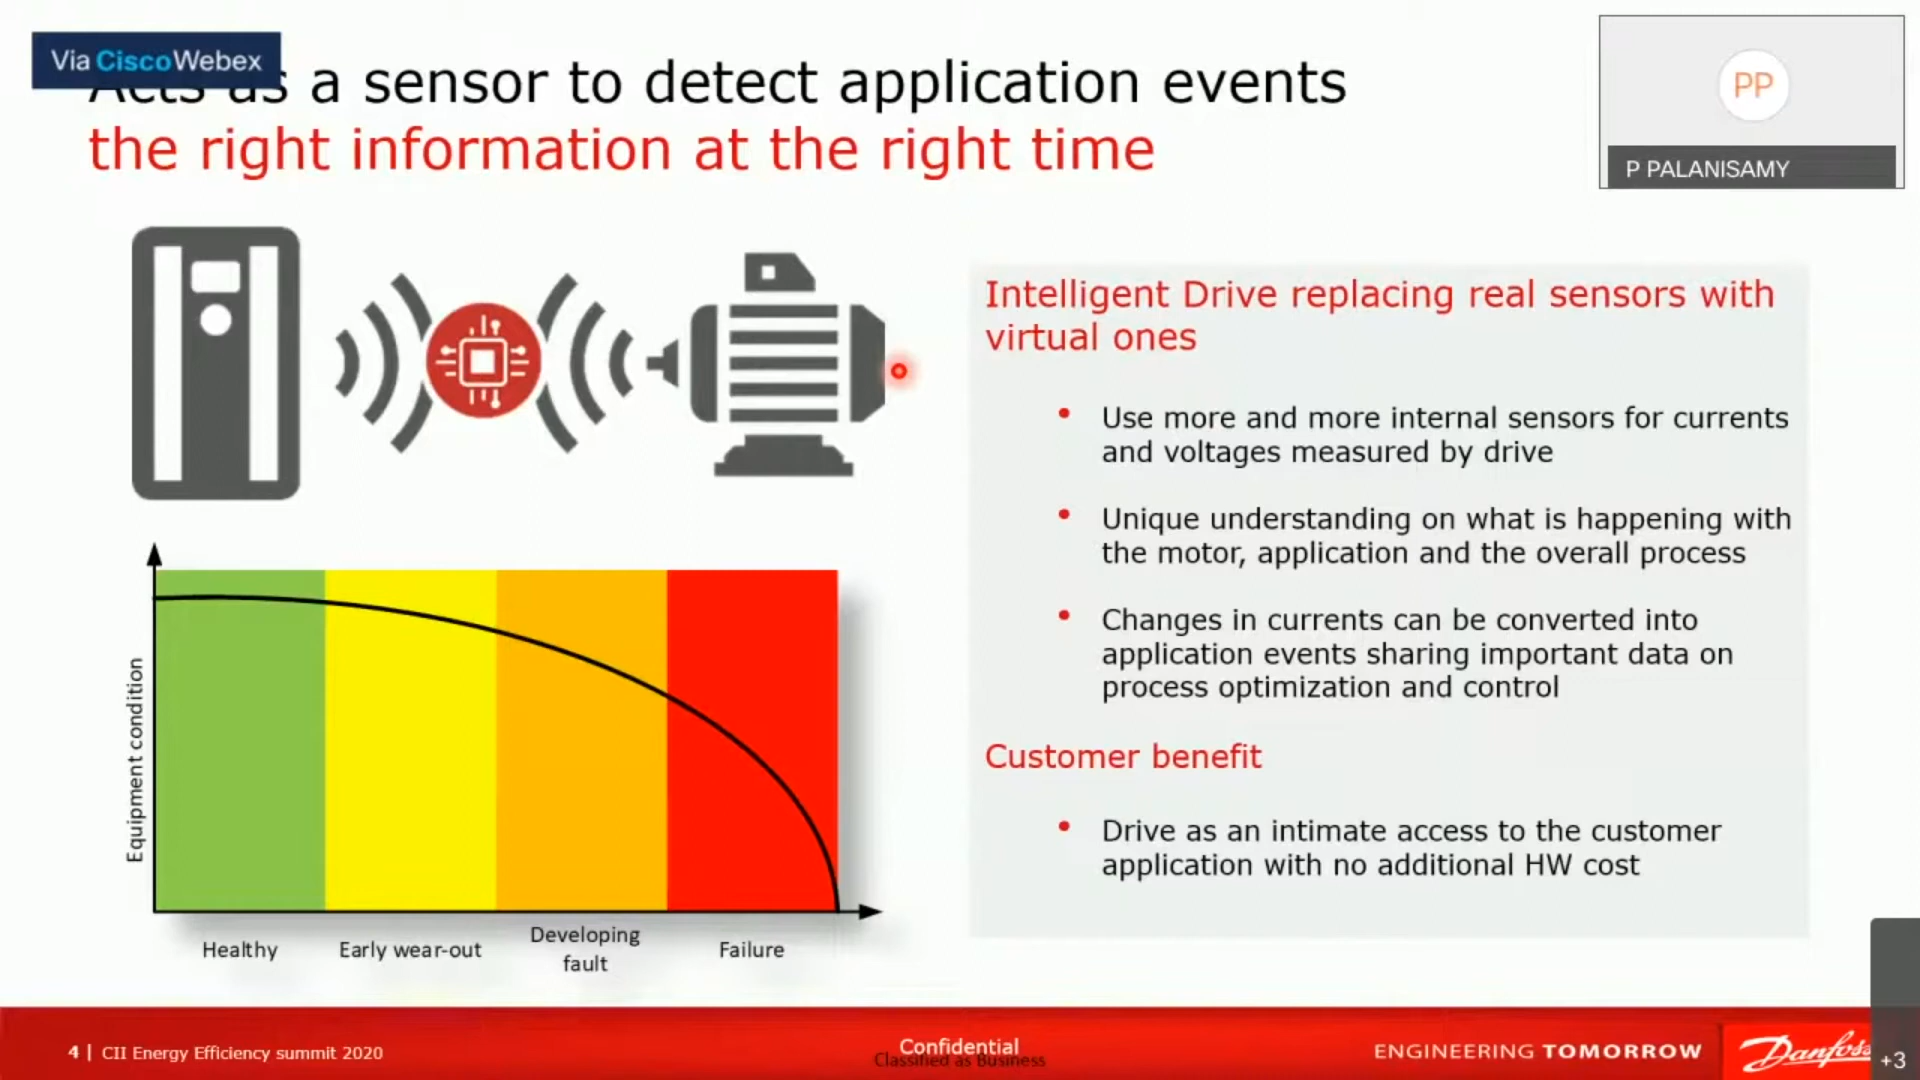 Via CiscoWebex
Acts as a sensor to detect application events
the right information at the right time
PP
P PALANISAMY
Intelligent Drive replacing real sensors with
virtual ones
• Use more and more internal sensors for currents
and voltages measured by drive
• Unique understanding on what is happening with
the motor, application and the overall process
• Changes in currents can be converted into
application events sharing important data on
process optimization and control
Customer benefit
• Drive as an intimate access to the customer
application with no additional HW cost
Equipment condition
Healthy
Early wear-out
Developing
fault
Failure
4 | CII Energy Efficiency summit 2020
Confidential
Classified as Business
ENGINEERING TOMORROW
Danfoss
+3